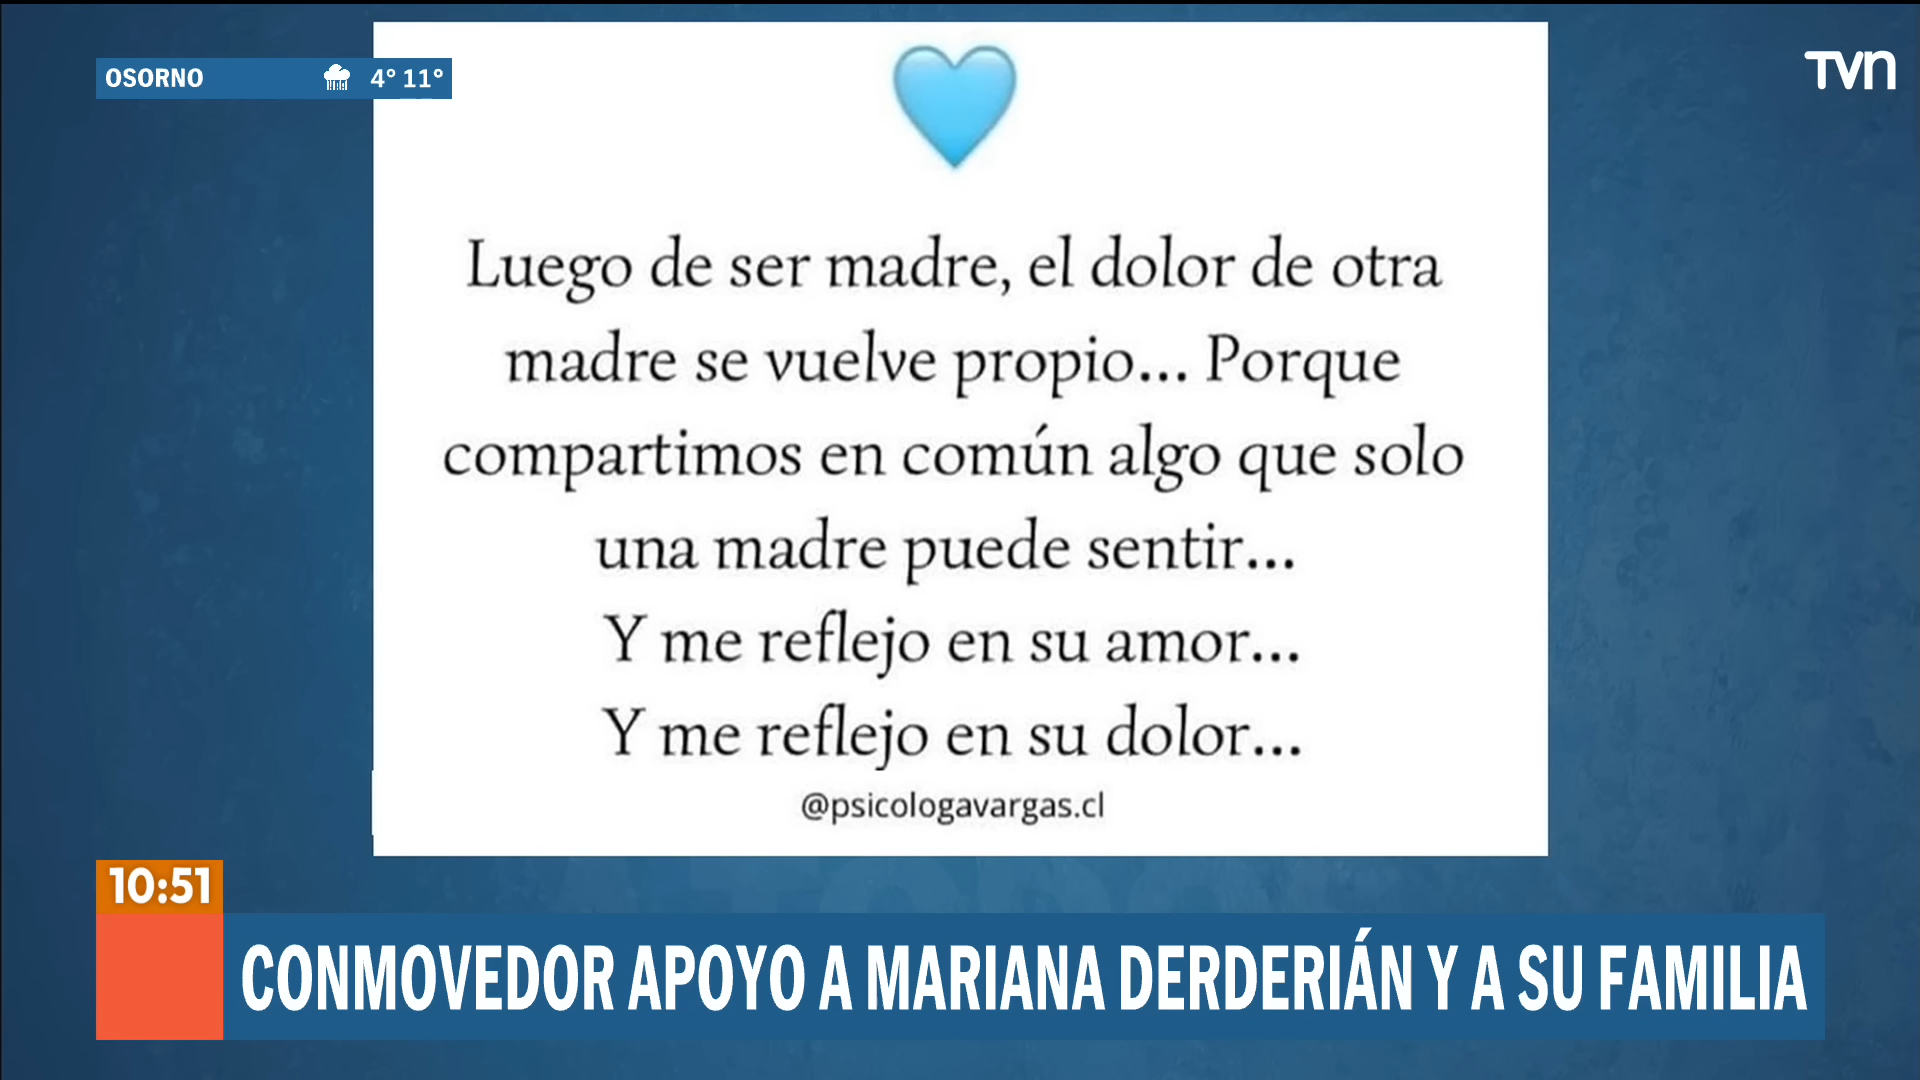 OSORNO 4° 11°
TVN
Luego de ser madre, el dolor de otra
madre se vuelve propio... Porque
compartimos en común algo que solo
una madre puede sentir...
Y me reflejo en su amor...
Y me reflejo en su dolor...
@psicologavargas.cl
10:51
CONMOVEDOR APOYO A MARIANA DERDERIÁN Y A SU FAMILIA